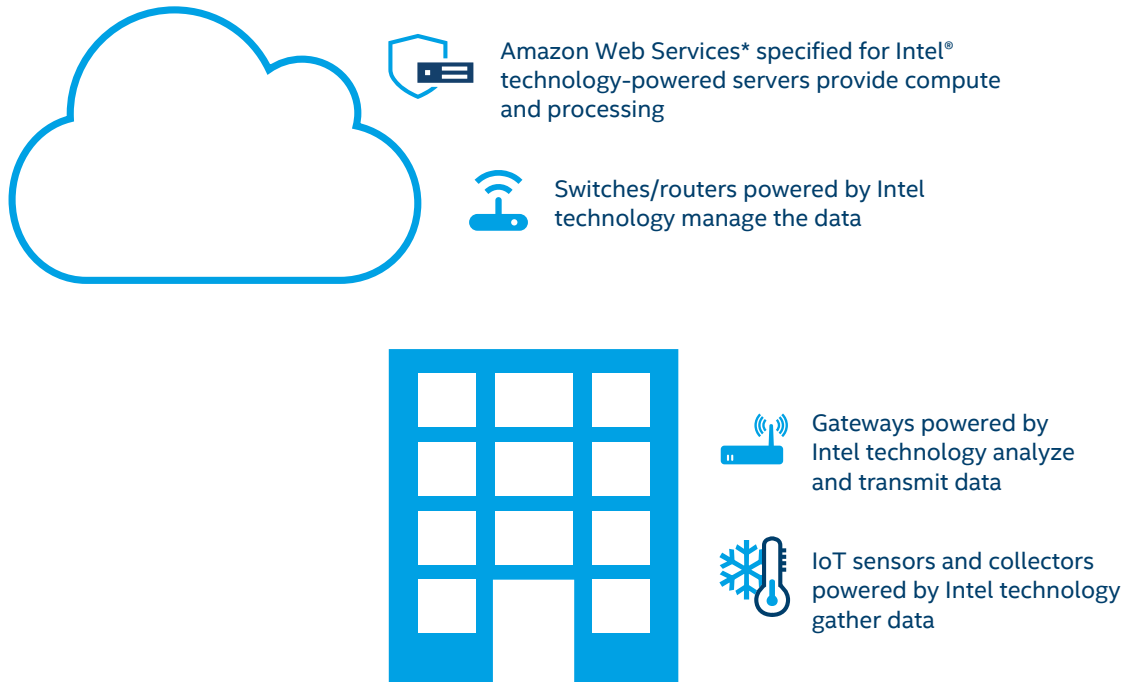 Amazon Web Services* specified for Intel®
technology-powered servers provide compute
and processing
Switches/routers powered by Intel
technology manage the data
Gateways powered by
Intel technology analyze
and transmit data
IoT sensors and collectors
powered by Intel technology
gather data